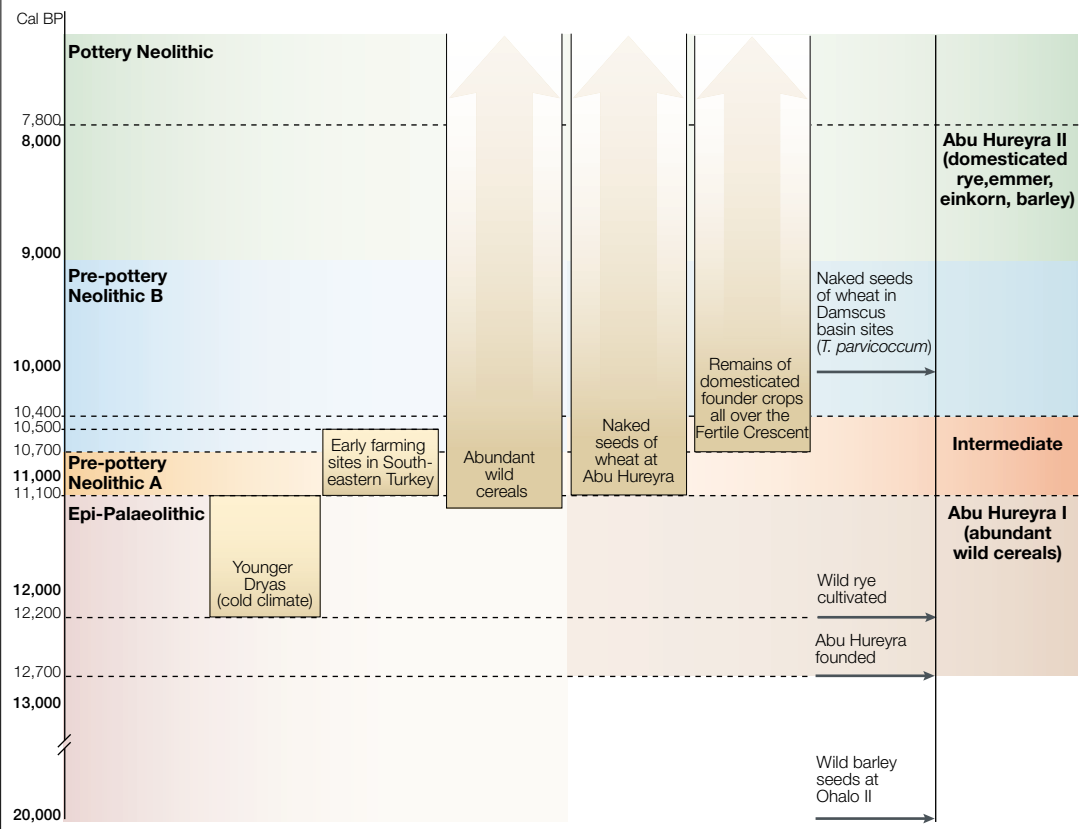 Cal BP
Pottery Neolithic
7,800
8,000
Abu Hureyra II
(domesticated
rye,emmer,
einkorn, barley)
9,000
Pre-pottery
Neolithic B
Naked seeds
of wheat in
Damscus
basin sites
(T. parvicoccum)
10,000
Remains of
domesticated
founder crops
all over the
Fertile Crescent
10,400
10,500
Naked
seeds of
wheat at
Abu Hureyra
Early farming
sites in South-
eastern Turkey
Abundant
wild
cereals
Intermediate
10,700
Pre-pottery
Neolithic A
11,000
11,100
Epi-Palaeolithic
Abu Hureyra I
(abundant
wild cereals)
Younger
Dryas
(cold climate)
12,000
Wild rye
cultivated
12,200
Abu Hureyra
founded
12,700
13,000
Wild barley
seeds at
Ohalo II
20,000